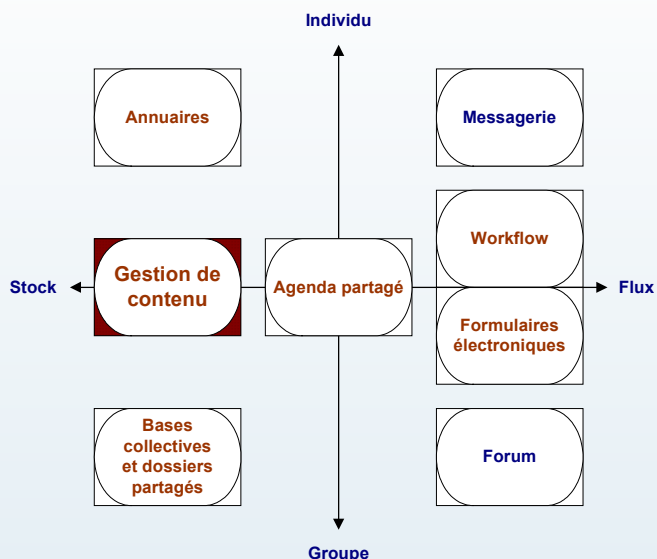 Individu
Annuaires
Messagerie
Workflow
Stock
Gestion de
contenu
Agenda partagé
Flux
Formulaires
électroniques
Bases
collectives
et dossiers
partagés
Forum
Groupe